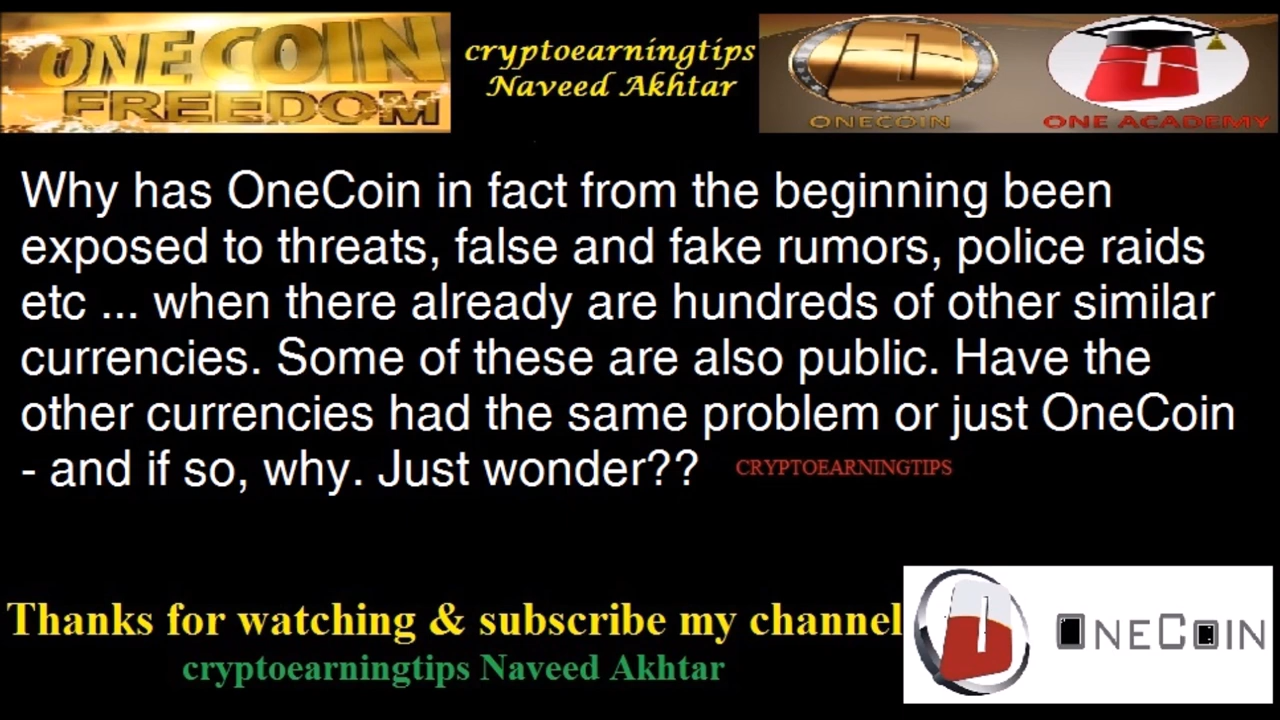 ONE COIN
FREEDOM
cryptoearningtips
Naveed Akhtar
ONECOIN
ONE ACADEMY
Why has OneCoin in fact from the beginning been
exposed to threats, false and fake rumors, police raids
etc ... when there already are hundreds of other similar
currencies. Some of these are also public. Have the
other currencies had the same problem or just OneCoin
- and if so, why. Just wonder??
CRYPTOEARNINGTIPS
Thanks for watching & subscribe my channel
cryptoearningtips Naveed Akhtar
ONECOIN